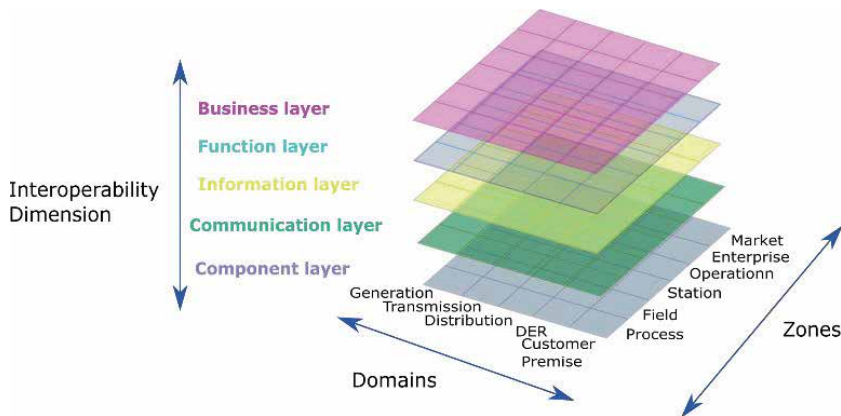 Business layer
Function layer
Information layer
Interoperability
Dimension
Communication layer
Component layer
Generation
Transmission
Distribution
DER
Customer
Premise
Market
Enterprise
Operationn
Station
Field
Process
Domains
Zones